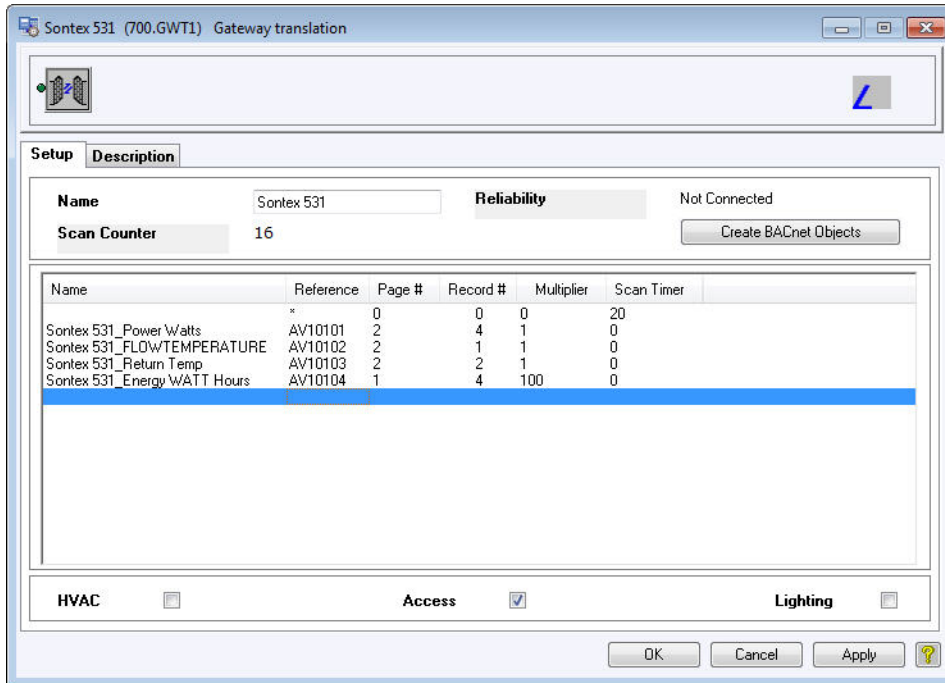 Sontex 531 (700.GWT1) Gateway translation
Setup Description
Name Sontex 531 Reliability Not Connected
Scan Counter 16 Create BACnet Objects
Name Reference Page # Record # Multiplier Scan Timer
* 0 0 0 20
Sontex 531_Power Watts AV10101 2 4 1 0
Sontex 531_FLOWTEMPERATURE AV10102 2 1 1 0
Sontex 531_Return Temp AV10103 2 2 1 0
Sontex 531_Energy WATT Hours AV10104 1 4 100 0
HVAC Access Lighting
OK Cancel Apply ?